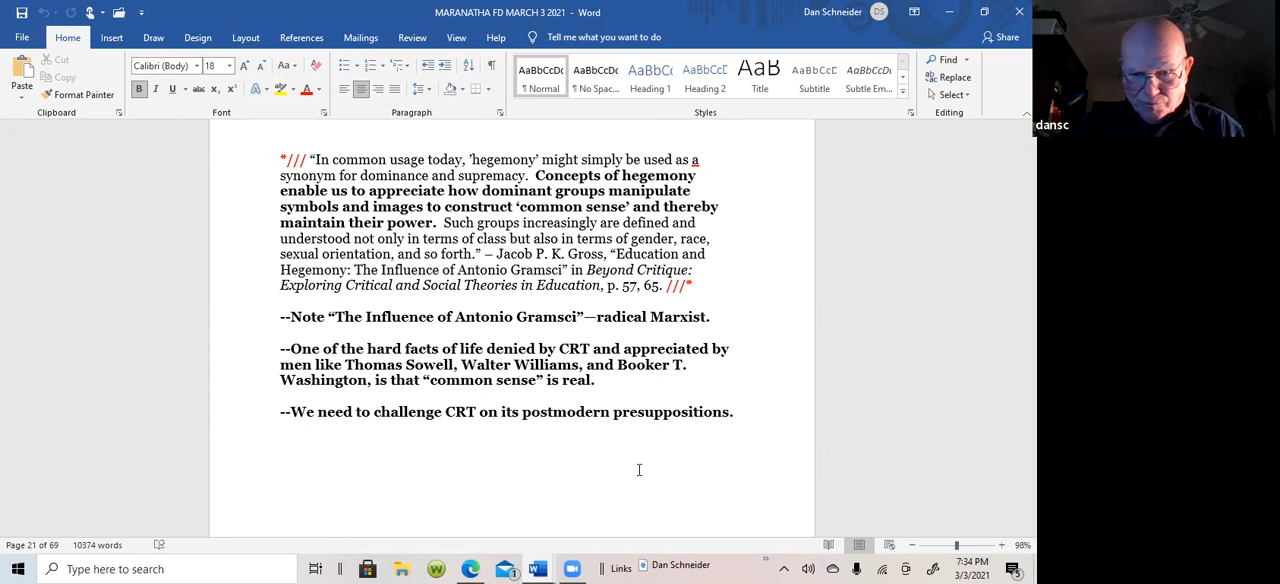 MARANATHA FD MARCH 3 2021 - Word
Dan Schneider
DS
File
Home
Insert
Draw
Design
Layout
References
Mailings
Review
View
Help
Tell me what you want to do
Share
Cut
Copy
Paste
Format Painter
Clipboard
Calibri (Body)
18
Font
Paragraph
AaBbCcDc
¶ Normal
AaBbCcDc
¶ No Spac...
AaBbCc
Heading 1
AaBbCcD
Heading 2
AaB
Title
AaBbCcD
Subtitle
AaBbCcDc
Subtle Em...
Styles
Find
Replace
Select
Editing
dansc
*/// “In common usage today, ’hegemony’ might simply be used as a
synonym for dominance and supremacy. Concepts of hegemony
enable us to appreciate how dominant groups manipulate
symbols and images to construct ‘common sense’ and thereby
maintain their power. Such groups increasingly are defined and
understood not only in terms of class but also in terms of gender, race,
sexual orientation, and so forth.” – Jacob P. K. Gross, “Education and
Hegemony: The Influence of Antonio Gramsci” in Beyond Critique:
Exploring Critical and Social Theories in Education, p. 57, 65. ///*
--Note “The Influence of Antonio Gramsci”—radical Marxist.
--One of the hard facts of life denied by CRT and appreciated by
men like Thomas Sowell, Walter Williams, and Booker T.
Washington, is that “common sense” is real.
--We need to challenge CRT on its postmodern presuppositions.
Page 21 of 69
10374 words
98%
Type here to search
Links
Dan Schneider
7:34 PM
3/3/2021